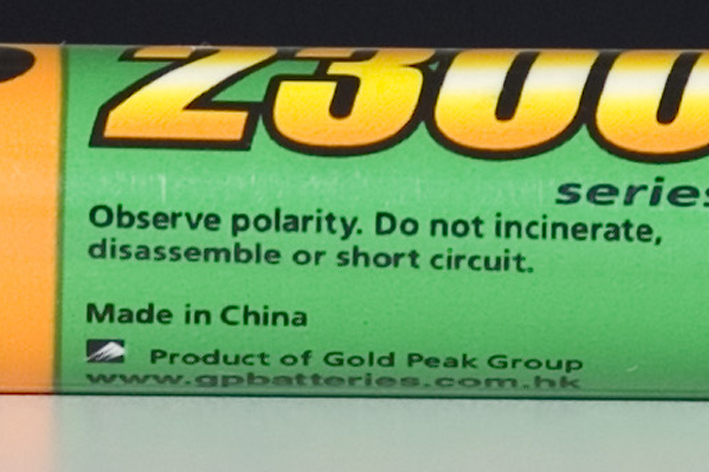 2300
series
Observe polarity. Do not incinerate,
disassemble or short circuit.
Made in China
Product of Gold Peak Group
www.gpbatteries.com.hk